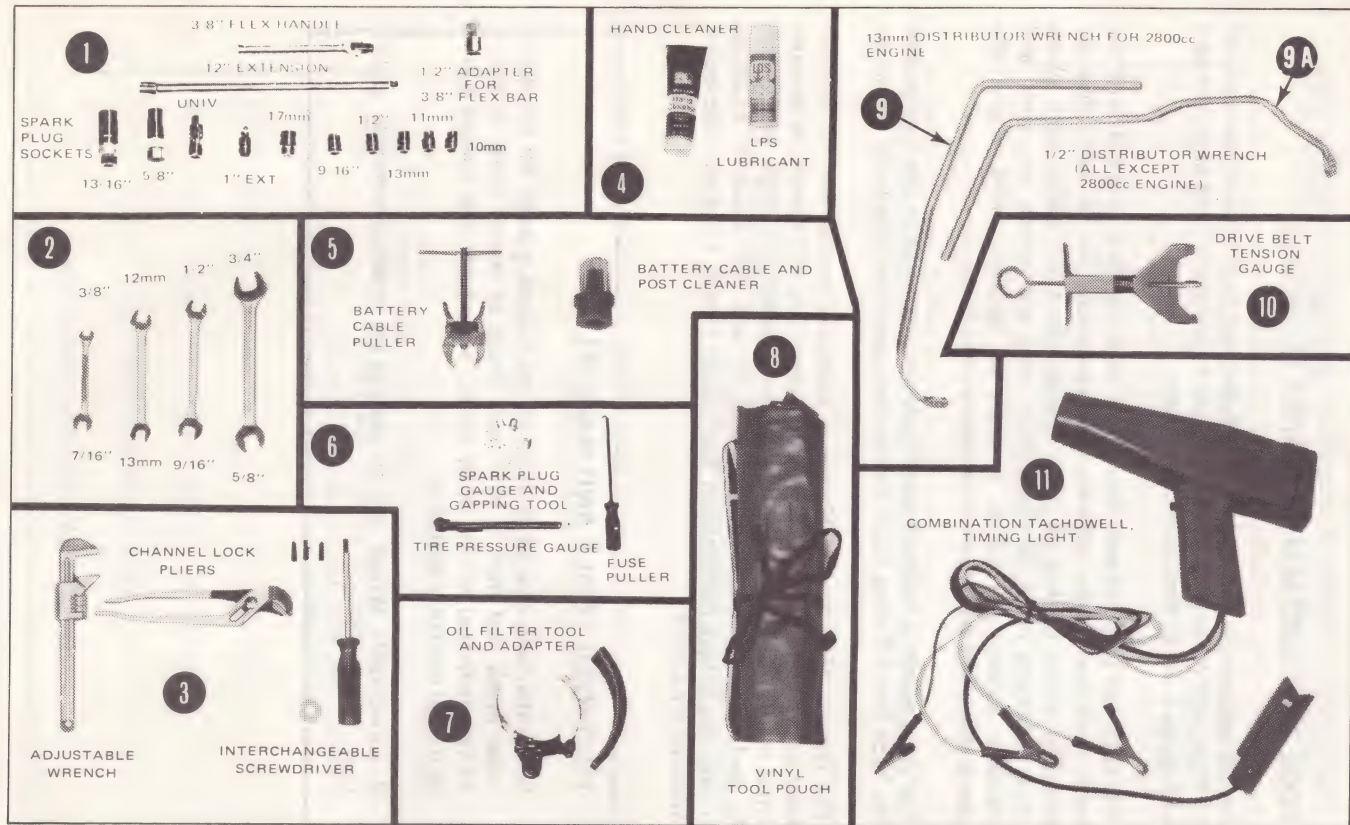 1
3/8" FLEX HANDLE
12" EXTENSION
1/2" ADAPTER
FOR
3/8" FLEX BAR
UNIV
SPARK
PLUG
SOCKETS
13/16"
5/8"
1" EXT
17mm
9/16"
1/2"
13mm
11mm
10mm
4
HAND CLEANER
LPS
LPS
LUBRICANT
13mm DISTRIBUTOR WRENCH FOR 2800cc
ENGINE
9
9A
1/2" DISTRIBUTOR WRENCH
(ALL EXCEPT
2800cc ENGINE)
2
3/8"
12mm
1/2"
3/4"
7/16"
13mm
9/16"
5/8"
5
BATTERY
CABLE
PULLER
BATTERY CABLE AND
POST CLEANER
DRIVE BELT
TENSION
GAUGE
10
8
VINYL
TOOL POUCH
6
SPARK PLUG
GAUGE AND
GAPPING TOOL
TIRE PRESSURE GAUGE
FUSE
PULLER
11
COMBINATION TACHDWELL,
TIMING LIGHT
3
CHANNEL LOCK
PLIERS
ADJUSTABLE
WRENCH
INTERCHANGEABLE
SCREWDRIVER
7
OIL FILTER TOOL
AND ADAPTER